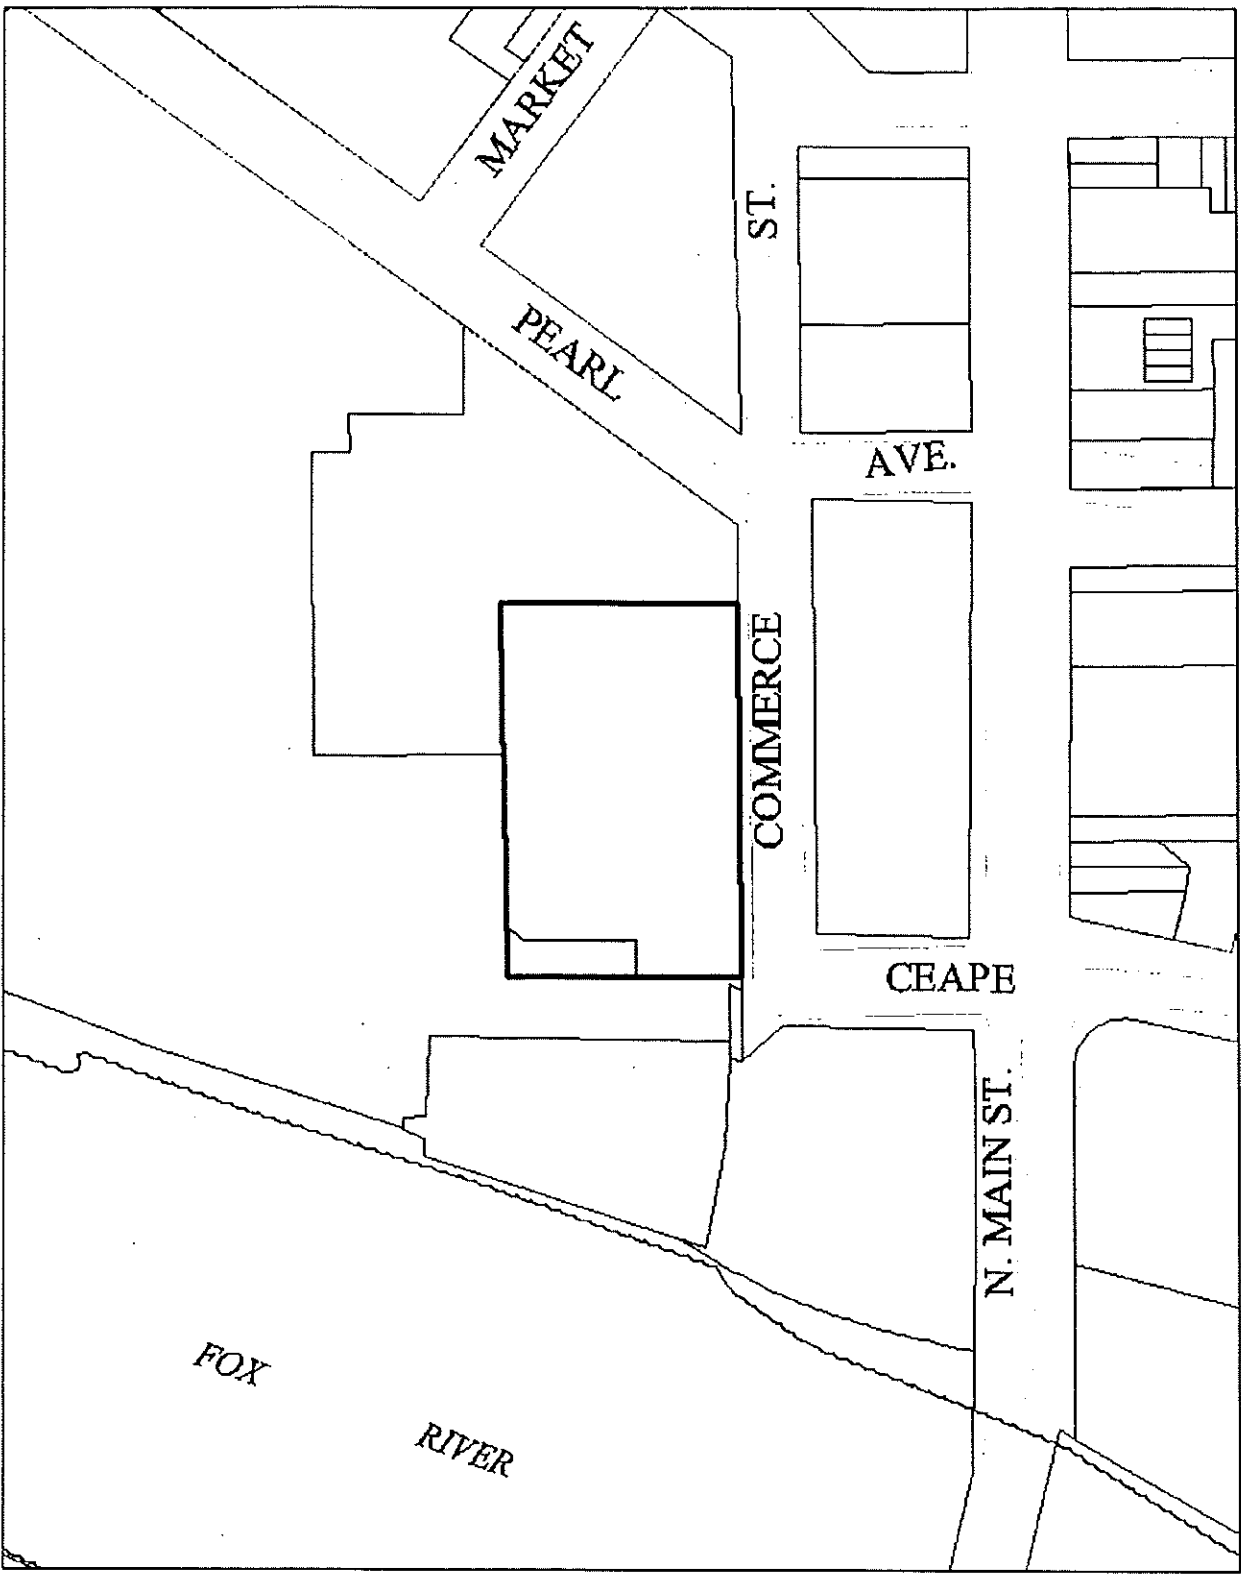 MARKET
ST.
PEARL
AVE.
COMMERCE
CEAPE
N. MAIN ST.
FOX
RIVER